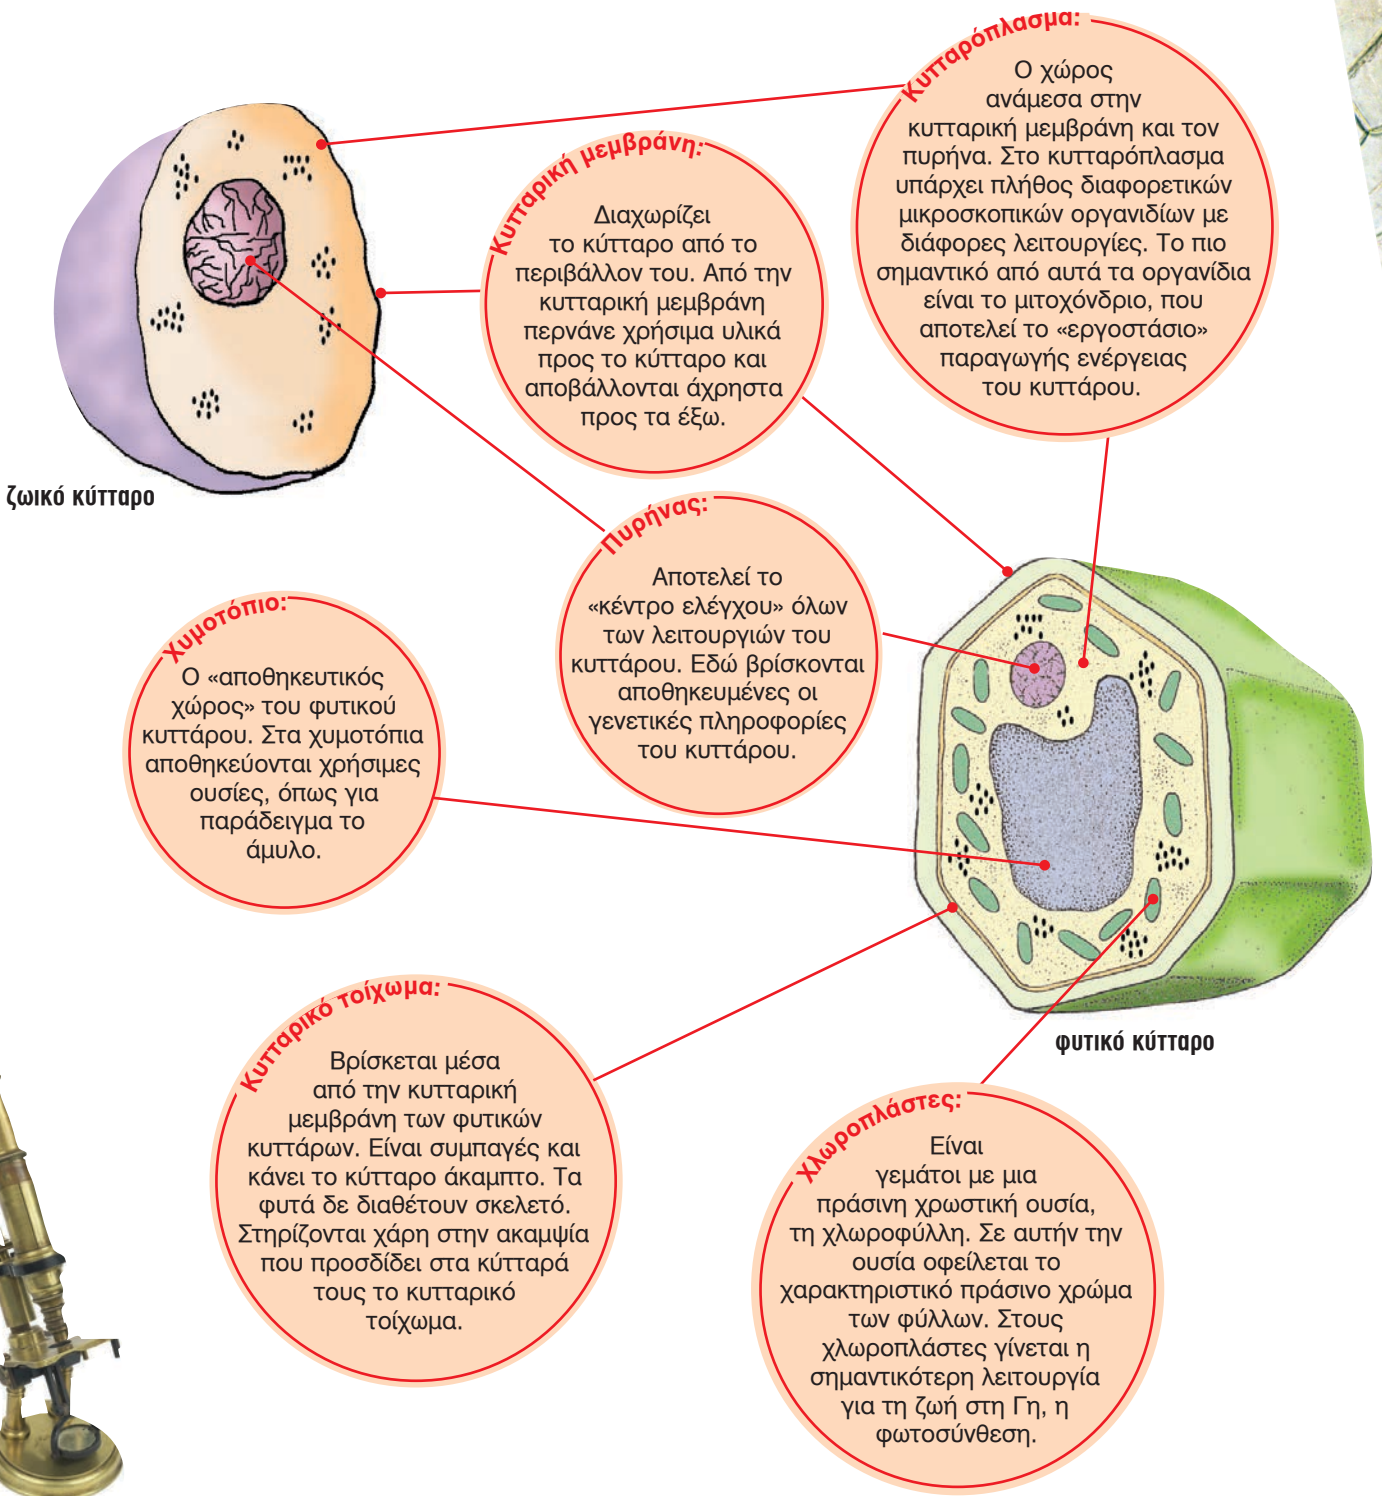 Κυτταρόπλασμα:
Ο χώρος
ανάμεσα στην
κυτταρική μεμβράνη και τον
πυρήνα. Στο κυτταρόπλασμα
υπάρχει πλήθος διαφορετικών
μικροσκοπικών οργανιδίων με
διάφορες λειτουργίες. Το πιο
σημαντικό από αυτά τα οργανίδια
είναι το μιτοχόνδριο, που
αποτελεί το «εργοστάσιο»
παραγωγής ενέργειας
του κυττάρου.
Κυτταρική μεμβράνη:
Διαχωρίζει
το κύτταρο από το
περιβάλλον του. Από την
κυτταρική μεμβράνη
περνάνε χρήσιμα υλικά
προς το κύτταρο και
αποβάλλονται άχρηστα
προς τα έξω.
ζωικό κύτταρο
Πυρήνας:
Αποτελεί το
«κέντρο ελέγχου» όλων
των λειτουργιών του
κυττάρου. Εδώ βρίσκονται
αποθηκευμένες οι
γενετικές πληροφορίες
του κυττάρου.
Χυμοτόπιο:
Ο «αποθηκευτικός
χώρος» του φυτικού
κυττάρου. Στα χυμοτόπια
αποθηκεύονται χρήσιμες
ουσίες, όπως για
παράδειγμα το
άμυλο.
φυτικό κύτταρο
Κυτταρικό τοίχωμα:
Βρίσκεται μέσα
από την κυτταρική
μεμβράνη των φυτικών
κυττάρων. Είναι συμπαγές και
κάνει το κύτταρο άκαμπτο. Τα
φυτά δε διαθέτουν σκελετό.
Στηρίζονται χάρη στην ακαμψία
που προσδίδει στα κύτταρά
τους το κυτταρικό
τοίχωμα.
Χλωροπλάστες:
Είναι
γεμάτοι με μια
πράσινη χρωστική ουσία,
τη χλωροφύλλη. Σε αυτήν την
ουσία οφείλεται το
χαρακτηριστικό πράσινο χρώμα
των φύλλων. Στους
χλωροπλάστες γίνεται η
σημαντικότερη λειτουργία
για τη ζωή στη Γη, η
φωτοσύνθεση.